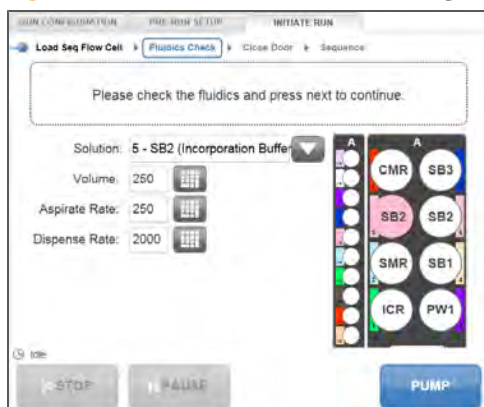 RUN CONFIGURATION PRE-RUN SETUP INITIATE RUN
Load Seq Flow Cell Fluidics Check Close Door Sequence
Please check the fluidics and press next to continue.
Solution: 5 - SB2 (Incorporation Buffer
Volume: 250
Aspirate Rate: 250
Dispense Rate: 2000
A A
CMR SB3
SB2 SB2
SMR SB1
ICR PW1
Idle
STOP PAUSE PUMP